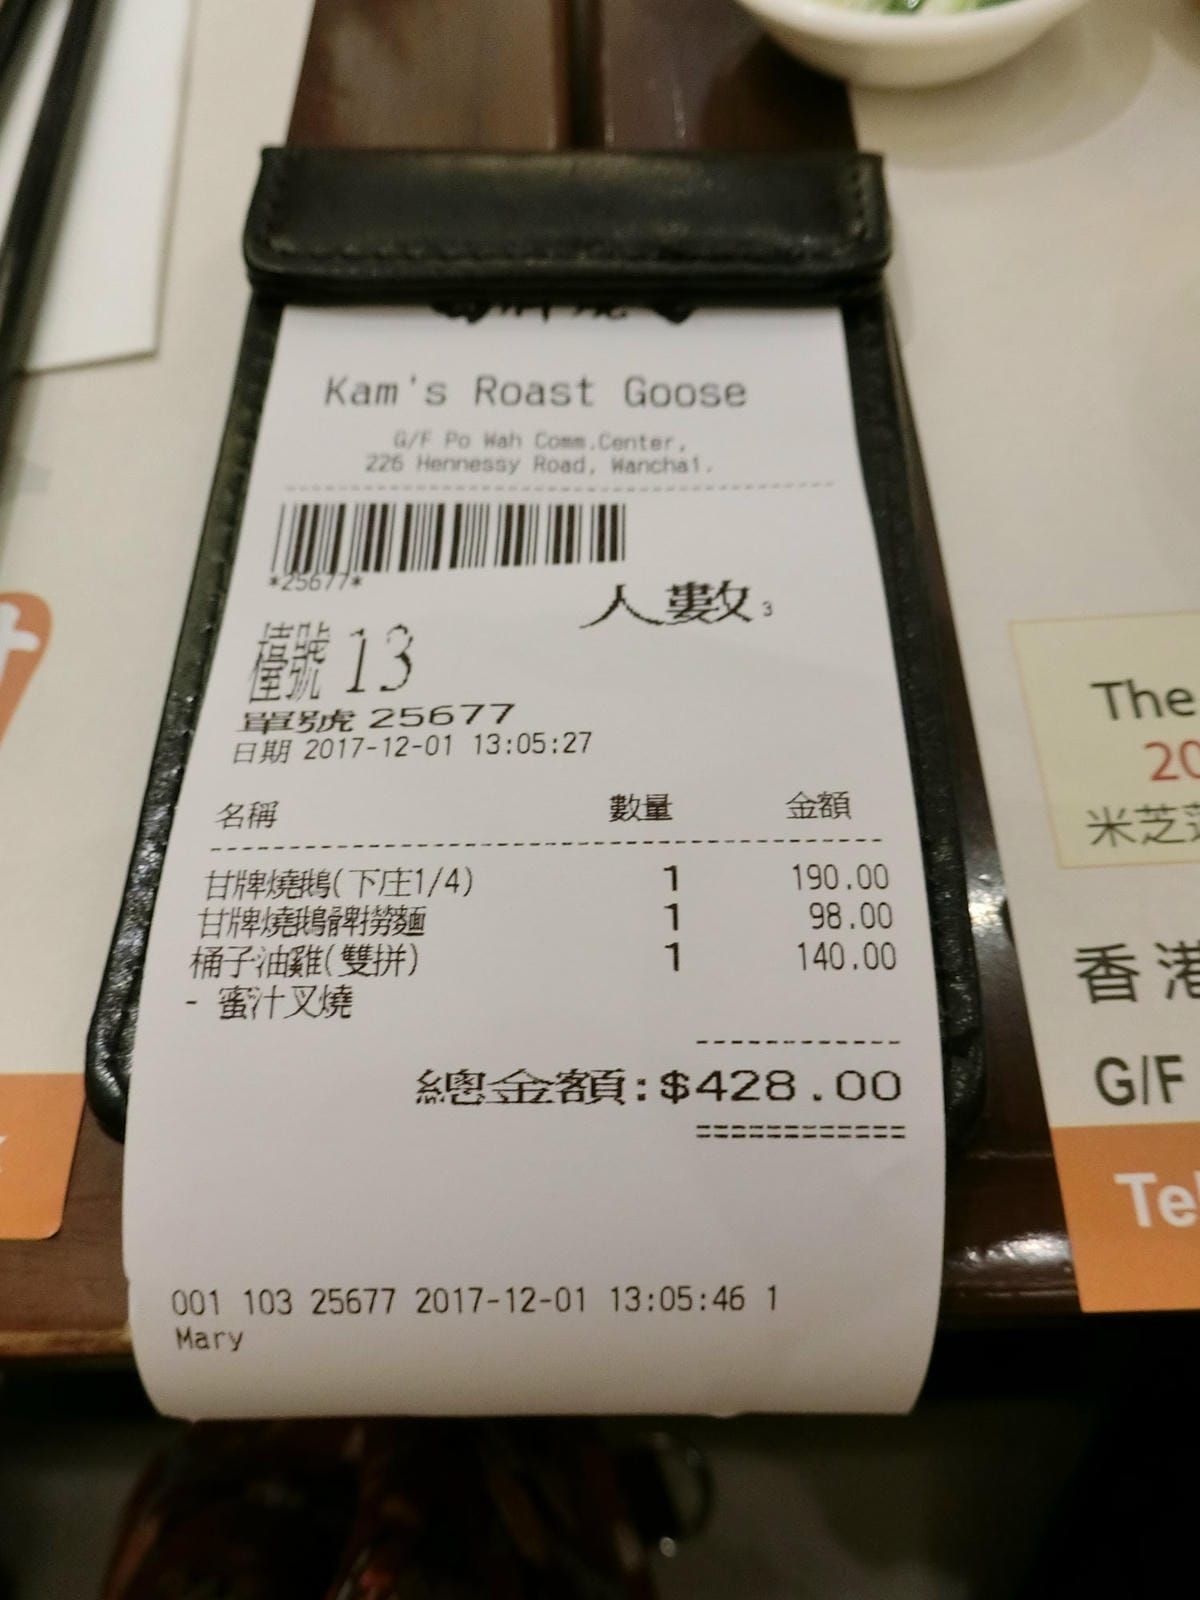 Kam's Roast Goose
G/F Po Wah Comm.Center,
226 Hennessy Road, Wanchai.
*25677*
人數 3
檯號 13
單號 25677
日期 2017-12-01 13:05:27
名稱 數量 金額
甘牌燒鵝(下庄1/4) 1 190.00
甘牌燒鵝髀撈麵 1 98.00
桶子油雞(雙拼) 1 140.00
- 蜜汁叉燒
總金額:$428.00
001 103 25677 2017-12-01 13:05:46 1
Mary
The
20
米芝
香港
G/F
Tel